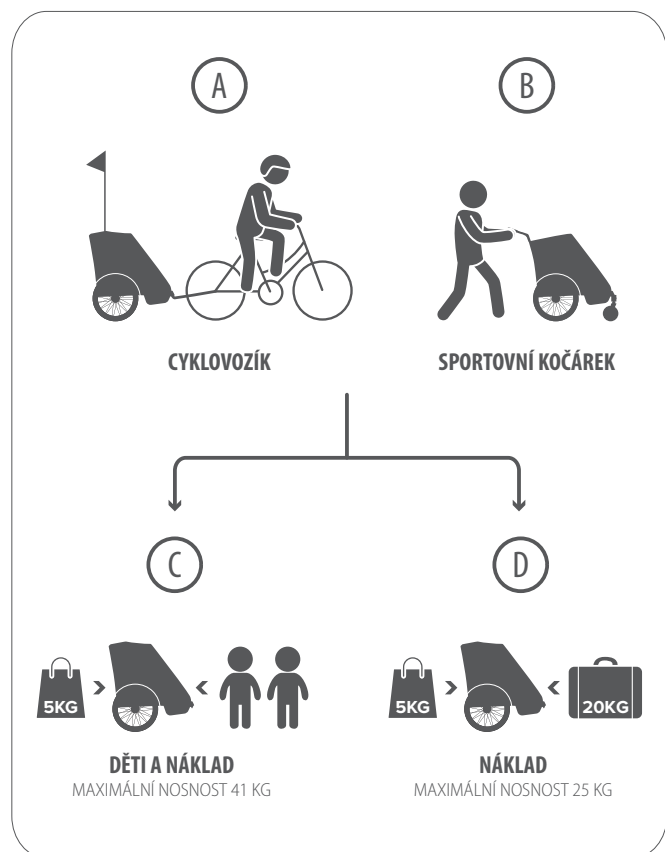 A
B
CYKLOVOZÍK
SPORTOVNÍ KOČÁREK
C
D
5KG
5KG
20KG
DĚTI A NÁKLAD
MAXIMÁLNÍ NOSNOST 41 KG
NÁKLAD
MAXIMÁLNÍ NOSNOST 25 KG